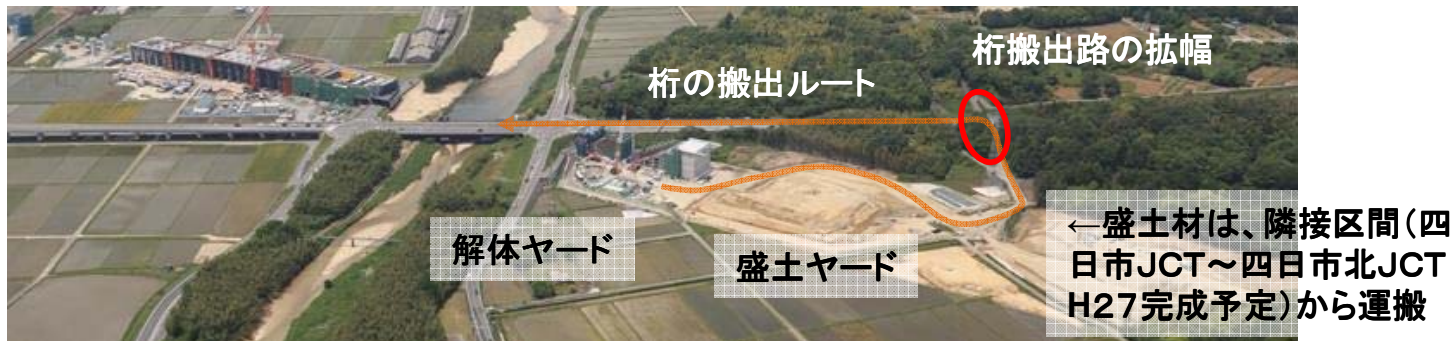 桁搬出路の拡幅
桁の搬出ルート
解体ヤード
盛土ヤード
←盛土材は、隣接区間(四
日市JCT~四日市北JCT
H27完成予定)から運搬